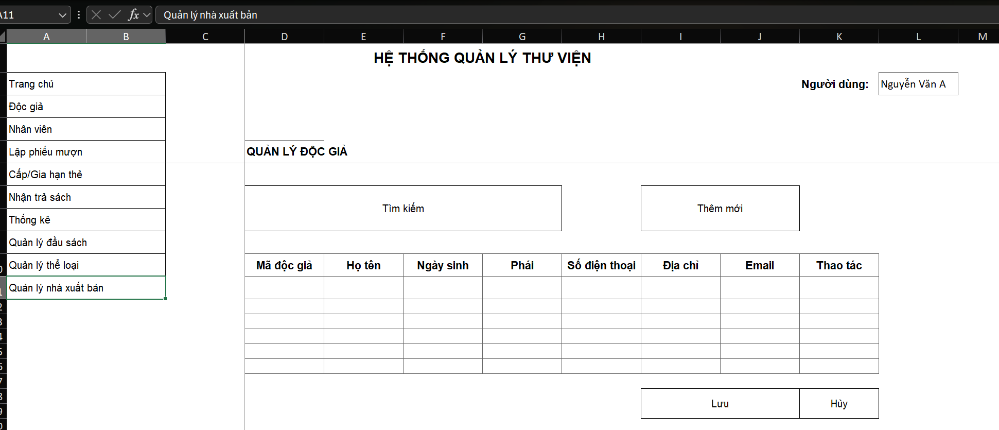 A11
fx
Quản lý nhà xuất bản
A B C D E F G H I J K L M
HỆ THỐNG QUẢN LÝ THƯ VIỆN
Trang chủ
Người dùng: Nguyễn Văn A
Độc giả
Nhân viên
Lập phiếu mượn
QUẢN LÝ ĐỘC GIẢ
Cấp/Gia hạn thẻ
Nhận trả sách
Tìm kiếm
Thêm mới
Thống kê
Quản lý đầu sách
Quản lý thể loại
Mã độc giả Họ tên Ngày sinh Phái Số điện thoại Địa chỉ Email Thao tác
Quản lý nhà xuất bản
Lưu Hủy